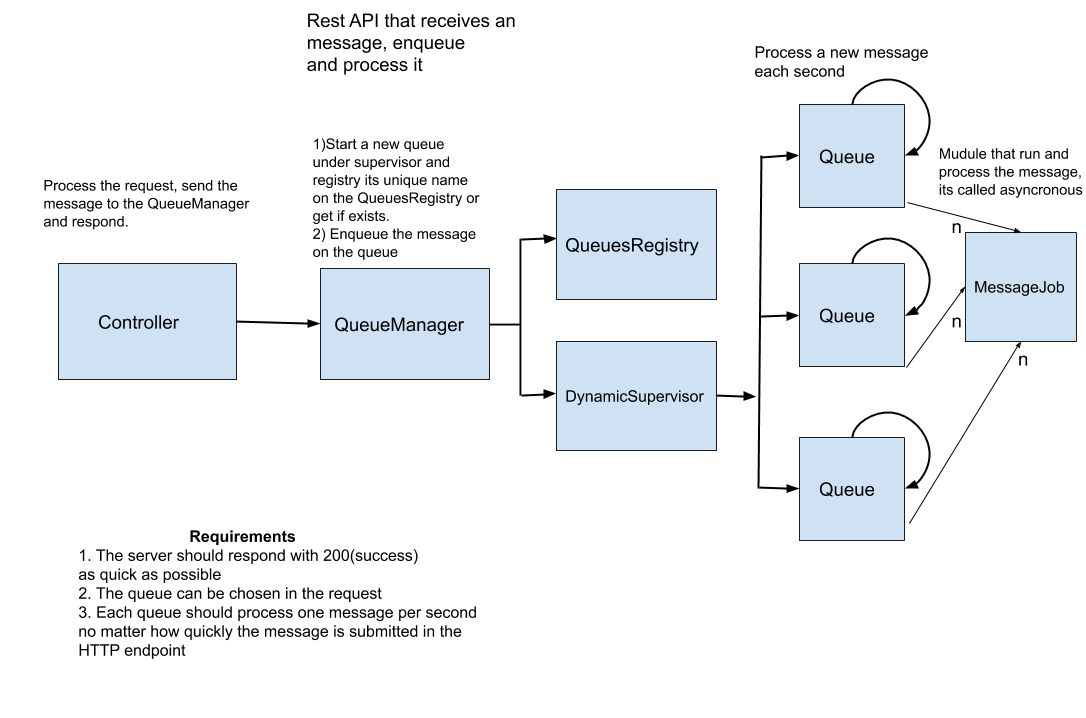 Rest API that receives an
message, enqueue
and process it
Process a new message
each second
1)Start a new queue
under supervisor and
registry its unique name
on the QueuesRegistry or
get if exists.
2) Enqueue the message
on the queue
Process the request, send the
message to the QueueManager
and respond.
Mudule that run and
process the message,
its called asyncronous
Controller
QueueManager
QueuesRegistry
DynamicSupervisor
Queue
Queue
Queue
n
n
n
MessageJob
Requirements
1. The server should respond with 200(success)
as quick as possible
2. The queue can be chosen in the request
3. Each queue should process one message per second
no matter how quickly the message is submitted in the
HTTP endpoint